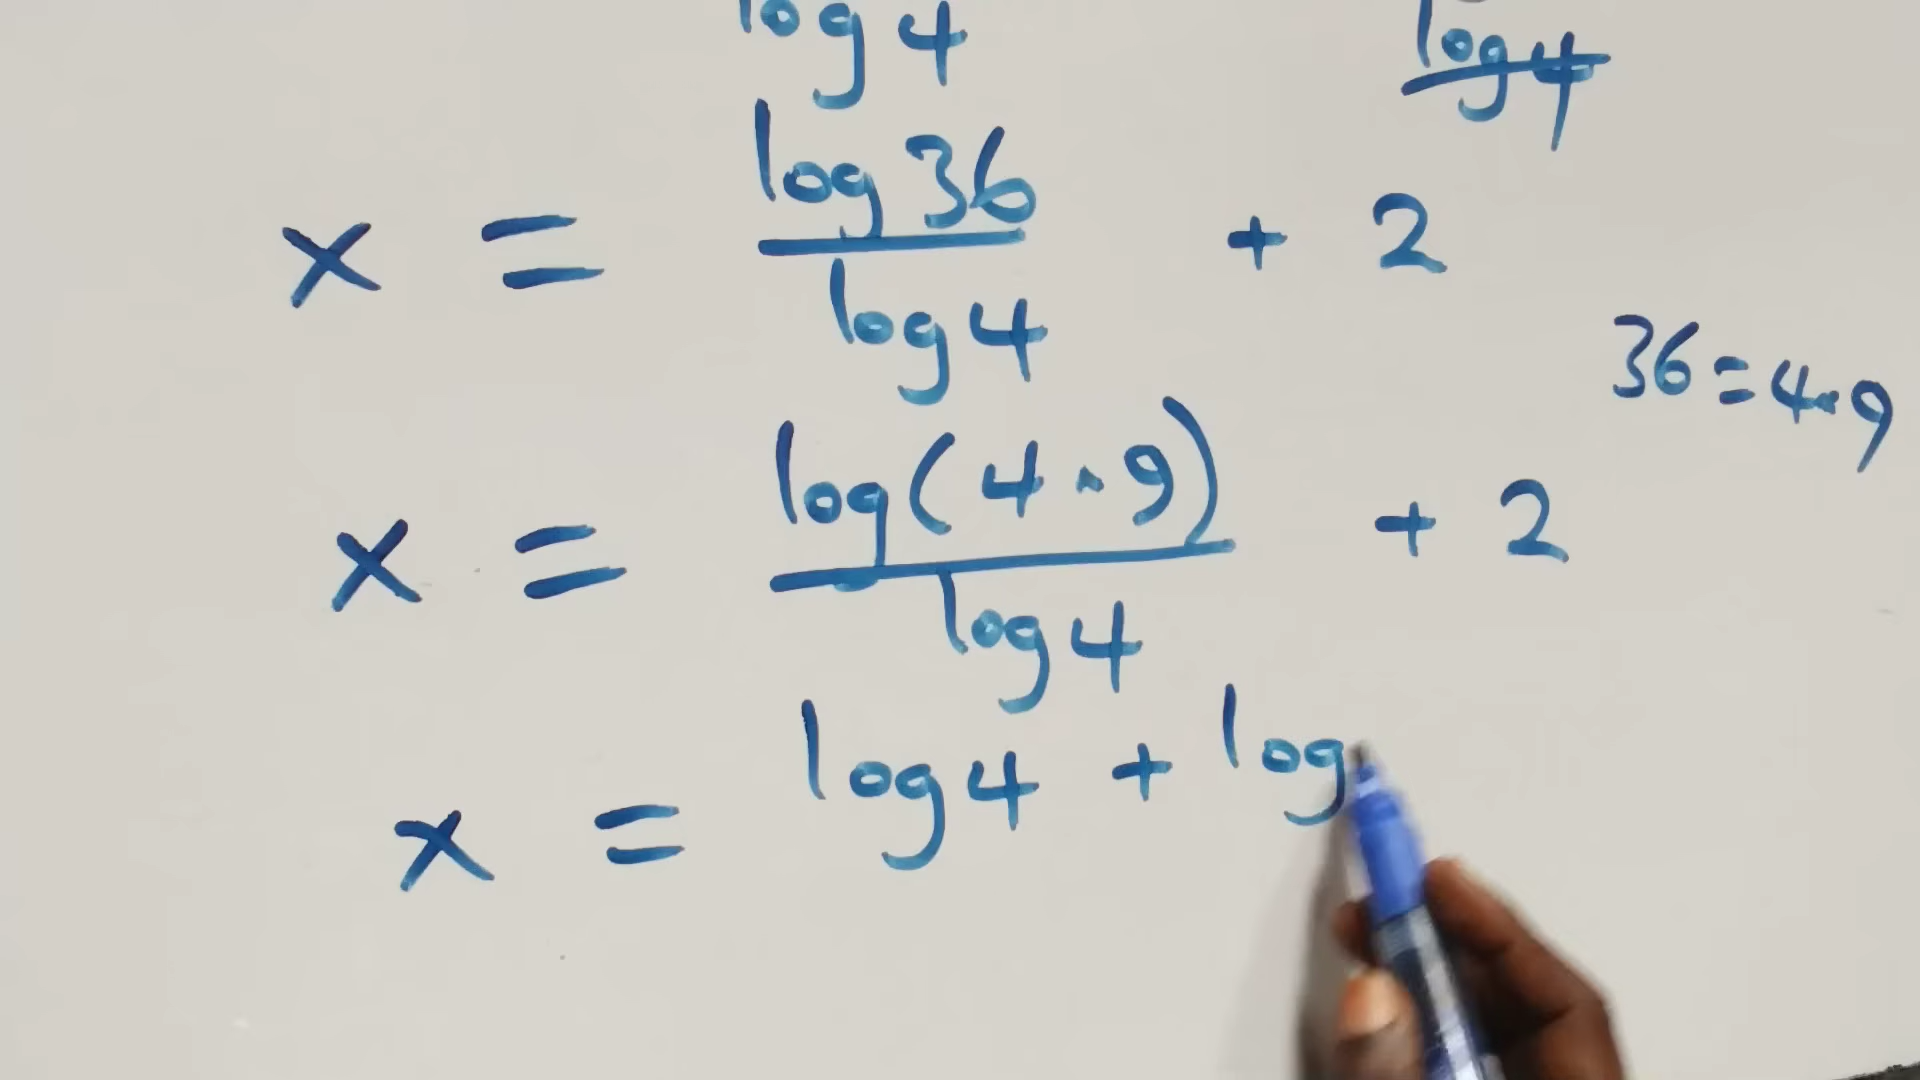 log 4
log 4
x = log 36 + 2
log 4
36 = 4·9
x = log(4·9) + 2
log 4
x = log 4 + log